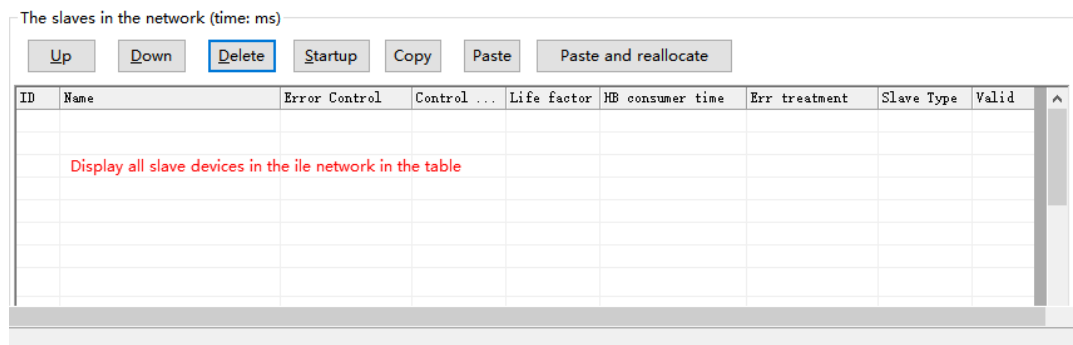 The slaves in the network (time: ms)
Up Down Delete Startup Copy Paste Paste and reallocate
ID Name Error Control Control ... Life factor HB consumer time Err treatment Slave Type Valid
Display all slave devices in the ile network in the table